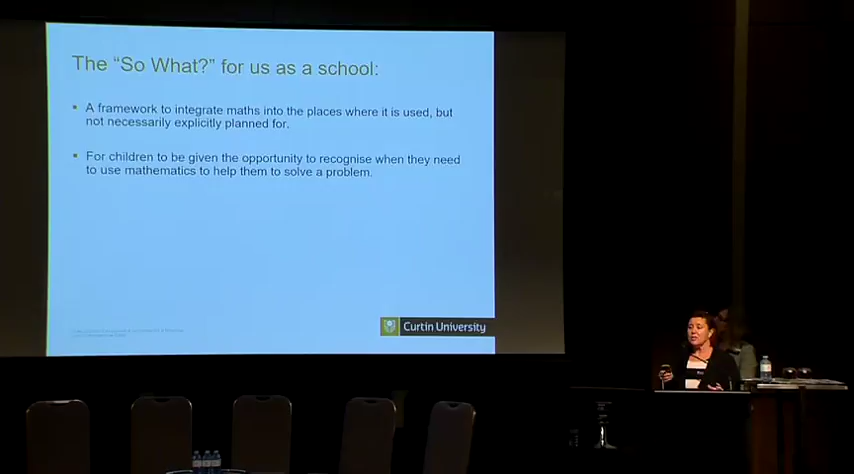 The “So What?” for us as a school:
▪ A framework to integrate maths into the places where it is used, but
not necessarily explicitly planned for.
▪ For children to be given the opportunity to recognise when they need
to use mathematics to help them to solve a problem.
Curtin University